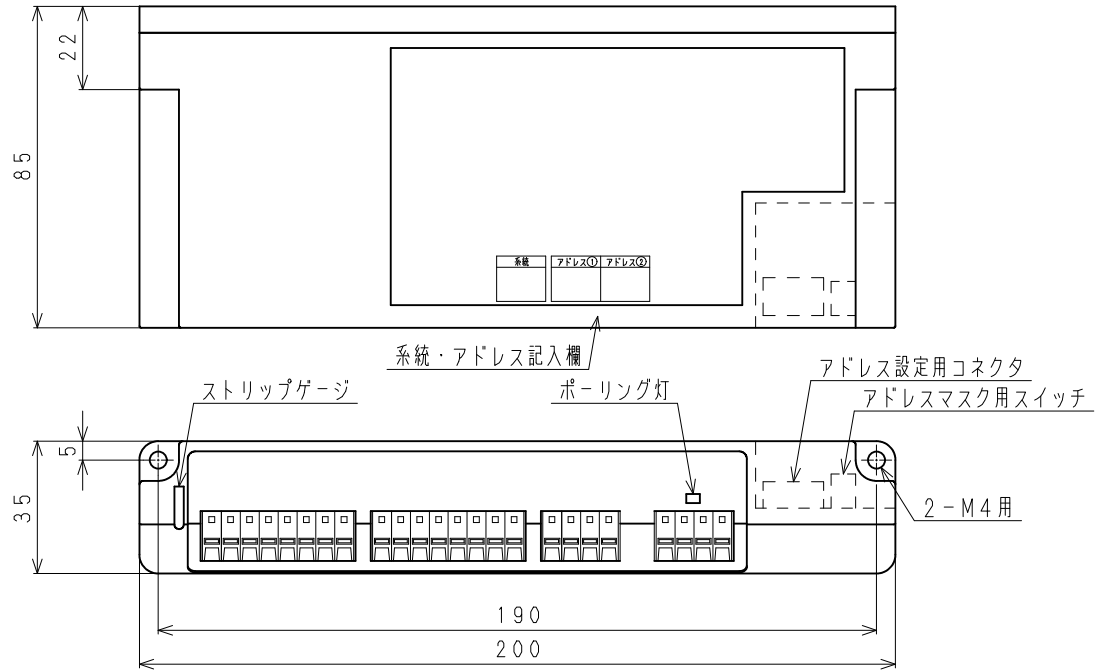 22
85
系統 アドレス① アドレス②
系統・アドレス記入欄
アドレス設定用コネクタ
ストリップゲージ
ポーリング灯
アドレスマスク用スイッチ
5
35
2-M4用
190
200